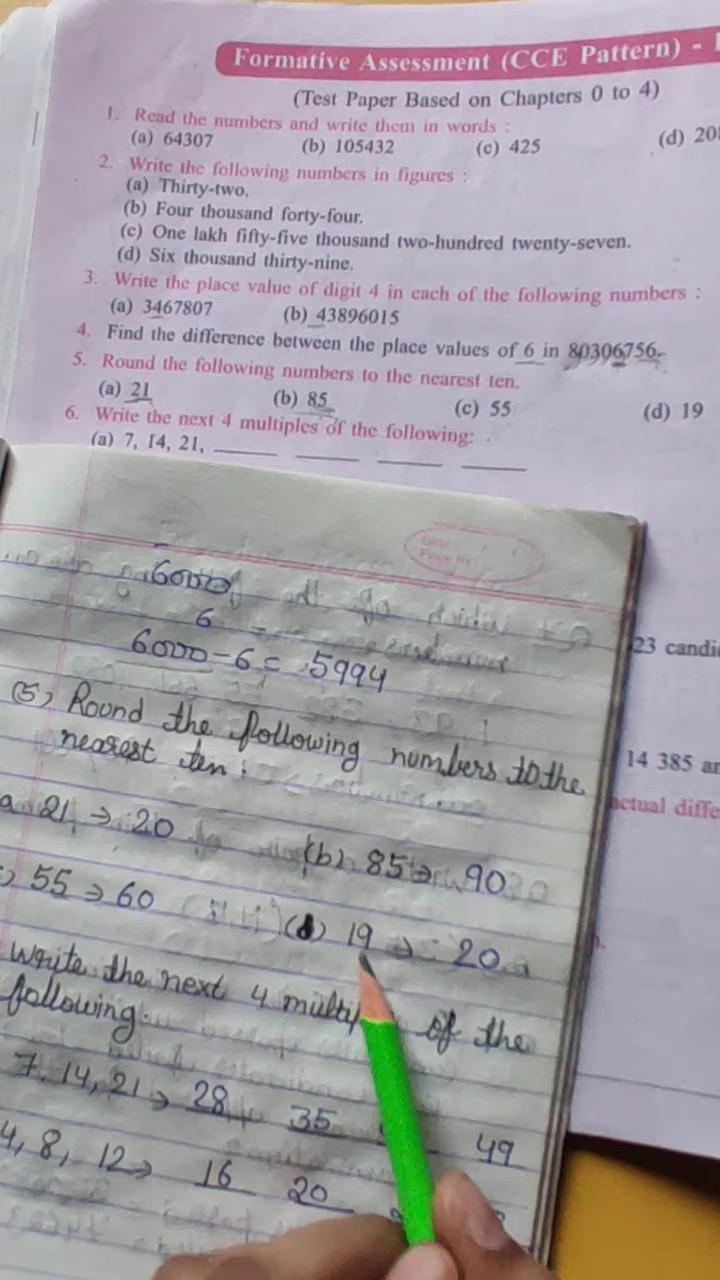 Formative Assessment (CCE Pattern) -
(Test Paper Based on Chapters 0 to 4)
1. Read the numbers and write them in words :
(a) 64307 (b) 105432 (c) 425 (d)
2. Write the following numbers in figures :
(a) Thirty-two.
(b) Four thousand forty-four.
(c) One lakh fifty-five thousand two-hundred twenty-seven.
(d) Six thousand thirty-nine.
3. Write the place value of digit 4 in each of the following numbers :
(a) 3467807 (b) 43896015
4. Find the difference between the place values of 6 in 80306756.
5. Round the following numbers to the nearest ten.
(a) 21 (b) 85 (c) 55 (d) 19
6. Write the next 4 multiples of the following:
(a) 7, 14, 21,
23 candi
14 385 ar
actual diffe
6000
6
6000-6= 5994
(5) Round the following numbers to the
nearest ten:
a 21 → 20 (b) 85 → 90
) 55 → 60 (d) 19 → 20
Write the next 4 of the
following.
7, 14, 21 → 28 35 49
4, 8, 12 → 16 20